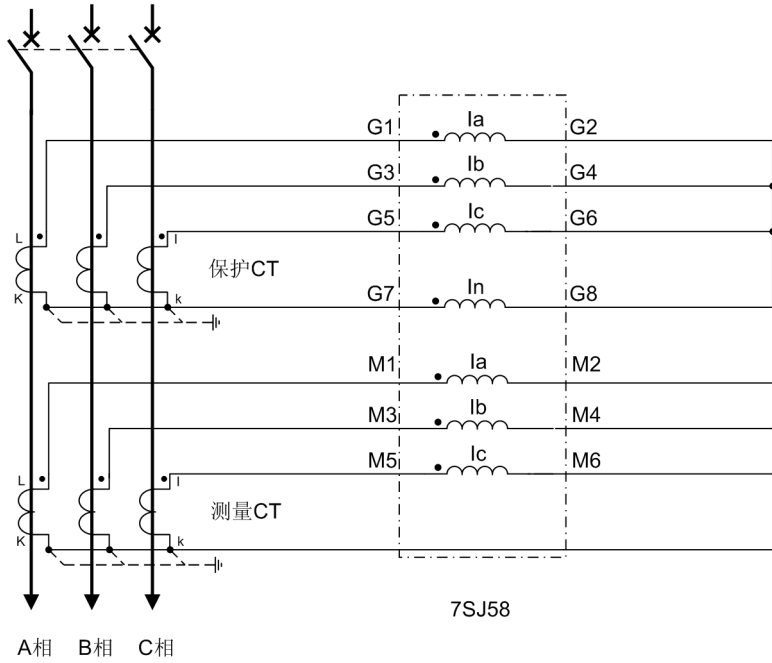 Ia
G1 G2
Ib
G3 G4
Ic
G5 G6
L l
保护CT
K k
In
G7 G8
Ia
M1 M2
Ib
M3 M4
Ic
M5 M6
L l
测量CT
K k
7SJ58
A相 B相 C相